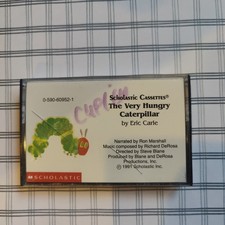 0-590-60952-1
SCHOLASTIC CASSETTES®
The Very Hungry
Caterpillar
by Eric Carle
Narrated by Ron Marshall
Music composed by Richard DeRosa
Directed by Steve Blane
Produced by Blane and DeRosa
Productions, Inc.
© 1997 Scholastic Inc.
SCHOLASTIC